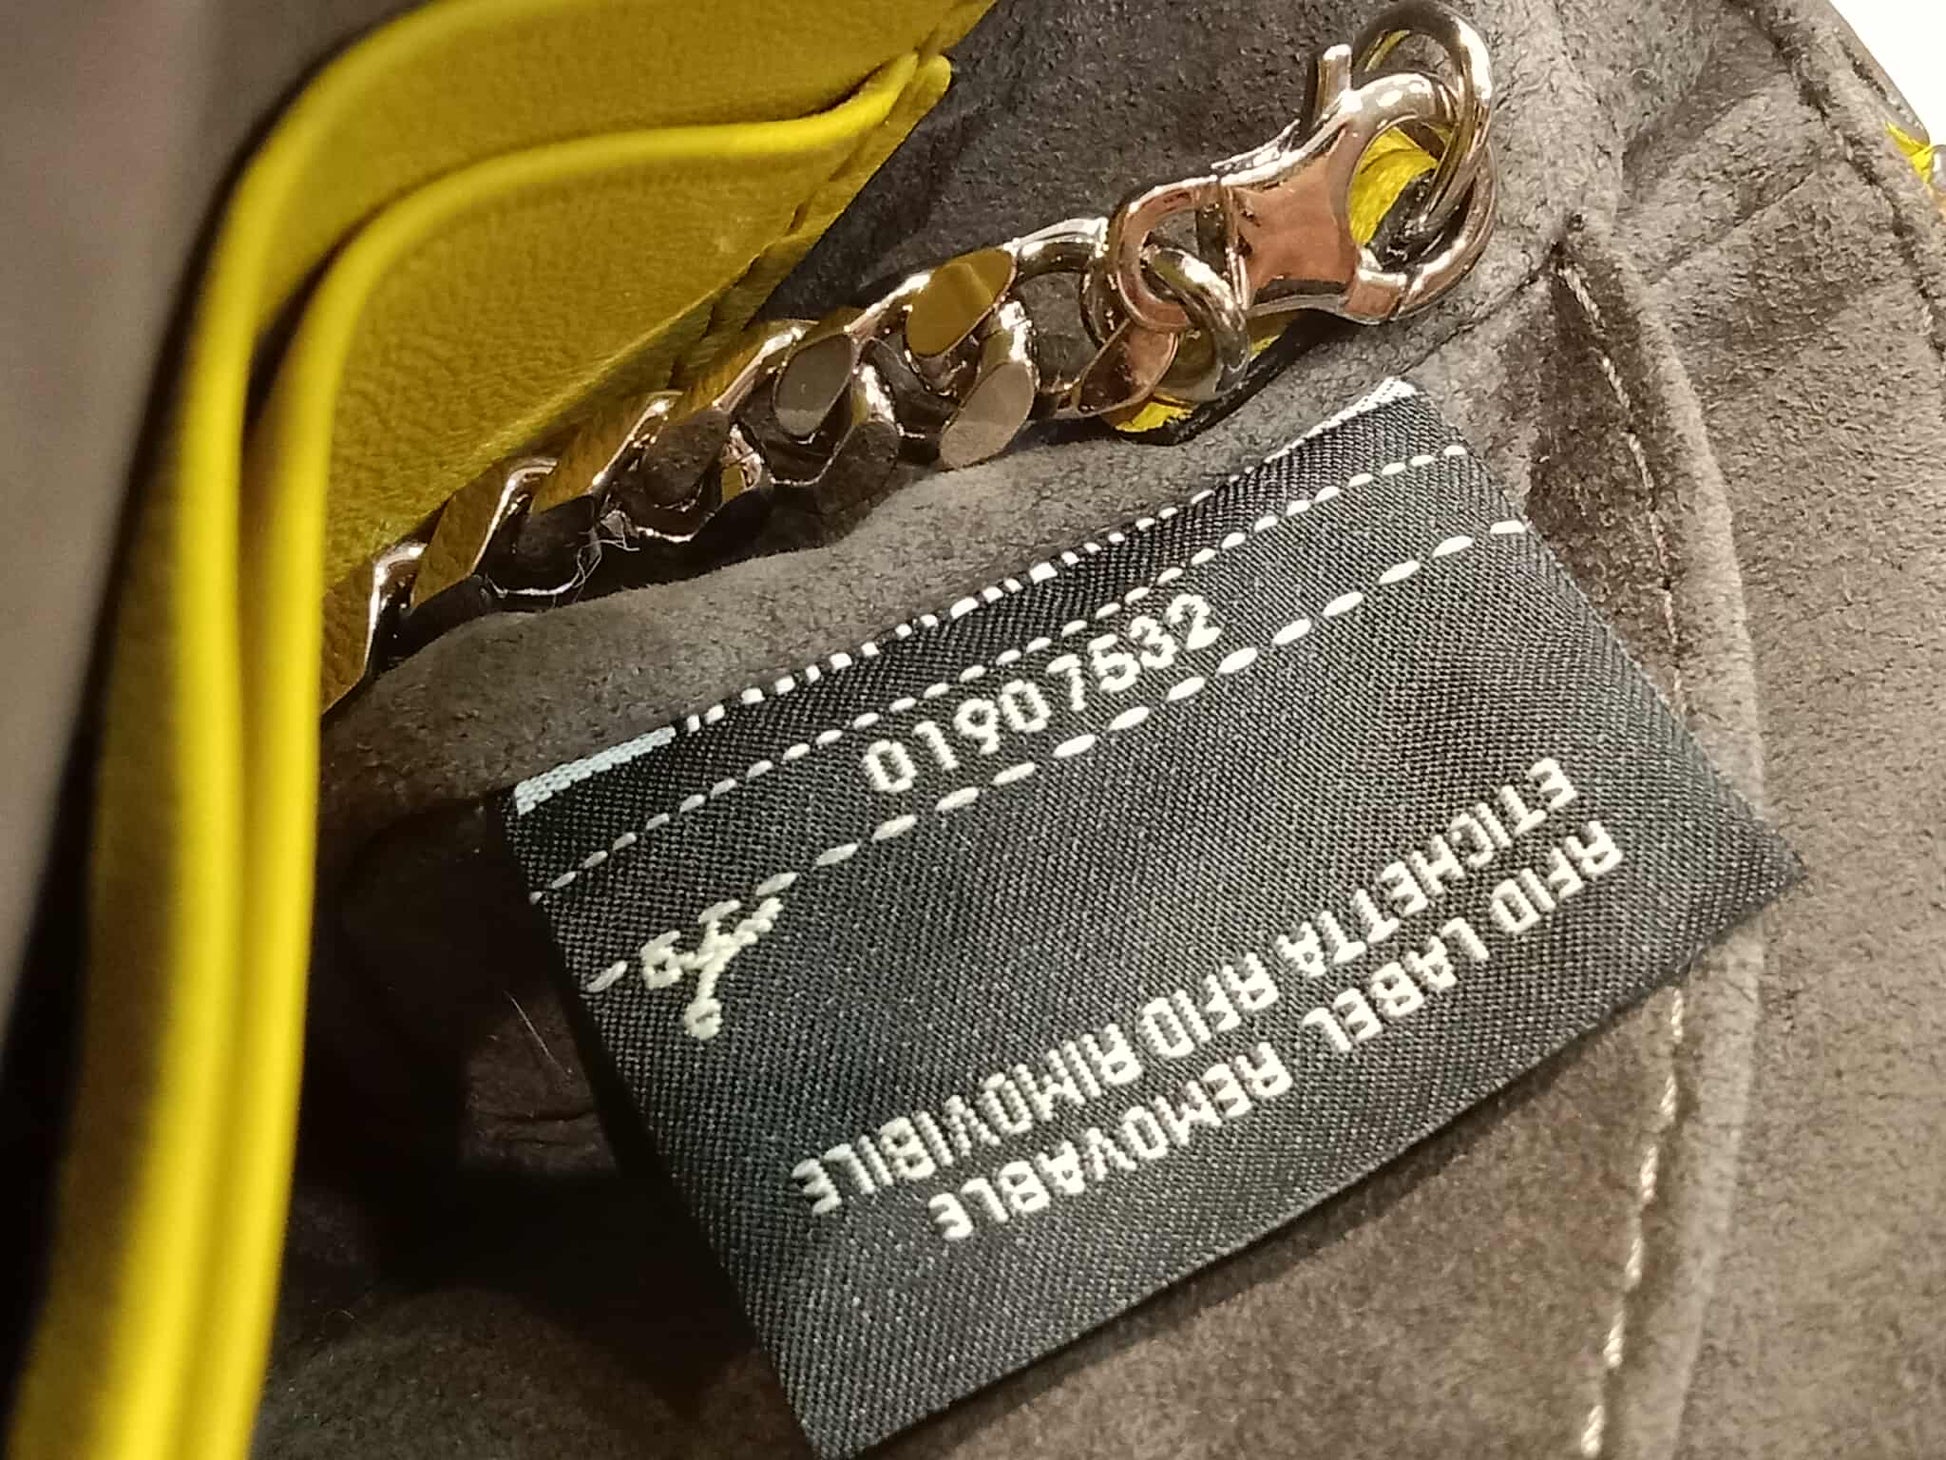 01907532
ETICHETTA RFID RIMOVIBILE
RFID LABEL REMOVABLE